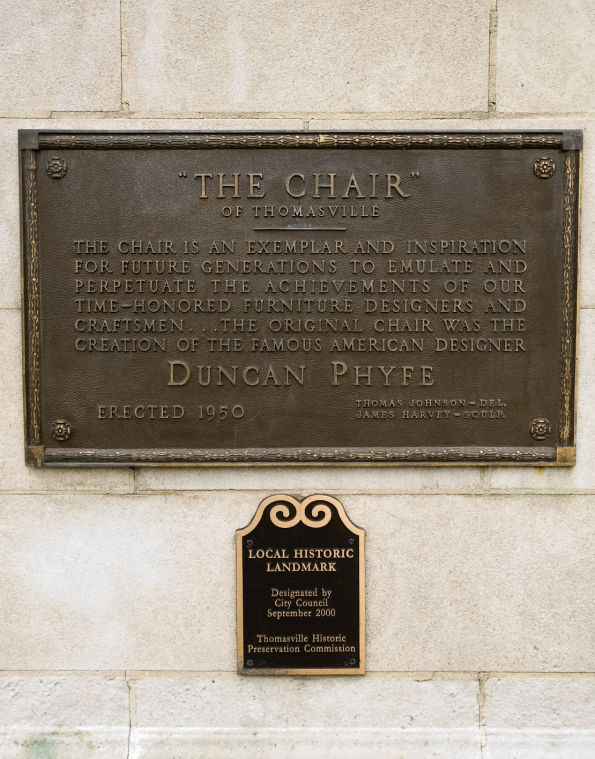 "THE CHAIR"
OF THOMASVILLE
THE CHAIR IS AN EXEMPLAR AND INSPIRATION
FOR FUTURE GENERATIONS TO EMULATE AND
PERPETUATE THE ACHIEVEMENTS OF OUR
TIME-HONORED FURNITURE DESIGNERS AND
CRAFTSMEN...THE ORIGINAL CHAIR WAS THE
CREATION OF THE FAMOUS AMERICAN DESIGNER
DUNCAN PHYFE
ERECTED 1950
THOMAS JOHNSON-DEL.
JAMES HARVEY-SCULP.
LOCAL HISTORIC
LANDMARK
Designated by
City Council
September 2000
Thomasville Historic
Preservation Commission